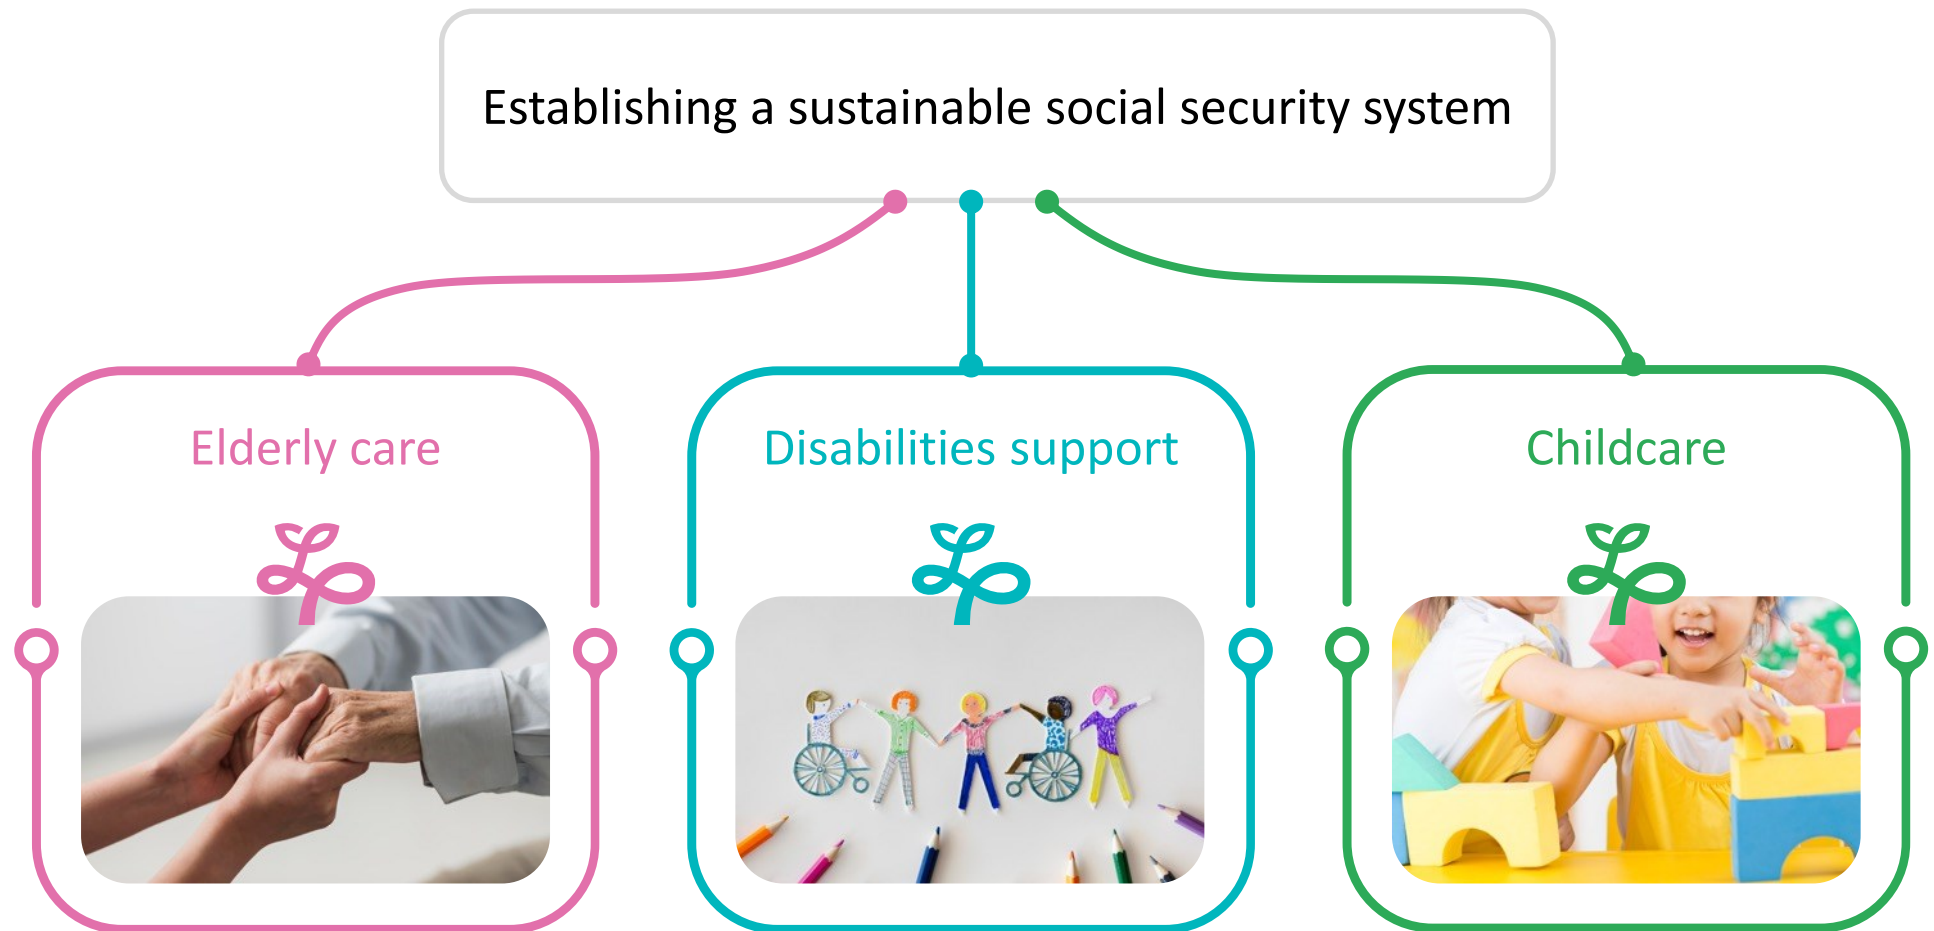 Establishing a sustainable social security system
Elderly care
Disabilities support
Childcare